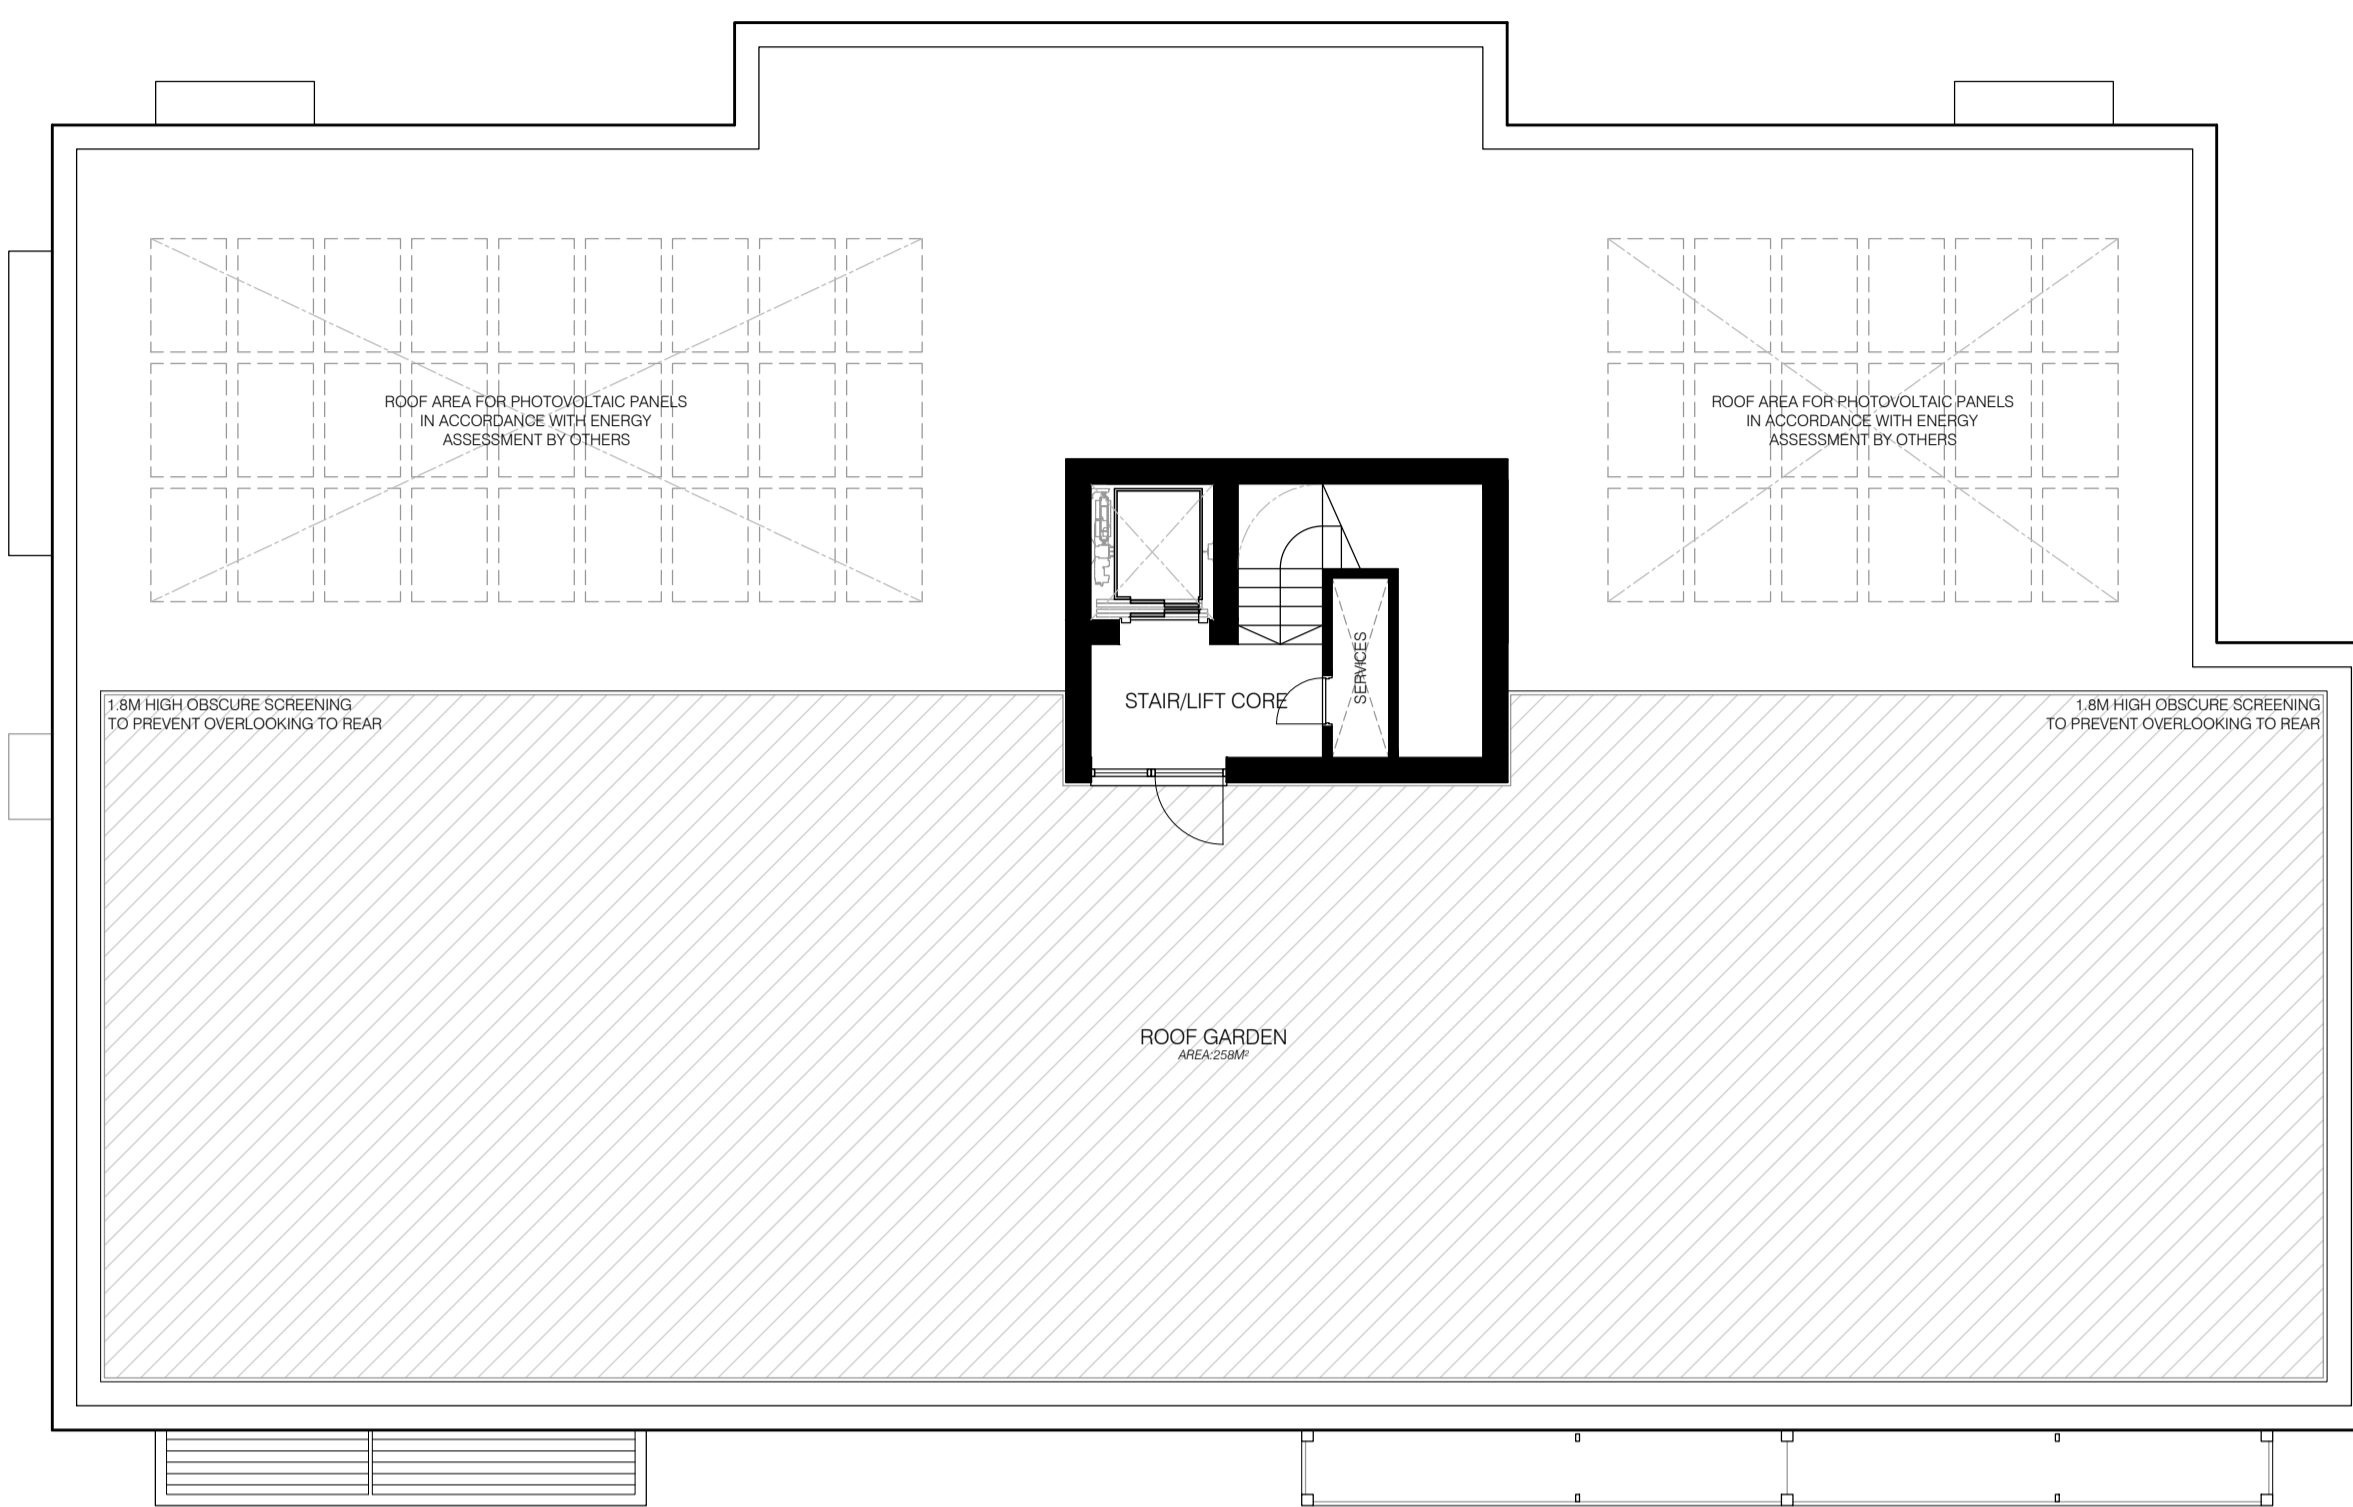 ROOF AREA FOR PHOTOVOLTAIC PANELS
IN ACCORDANCE WITH ENERGY
ASSESSMENT BY OTHERS
ROOF AREA FOR PHOTOVOLTAIC PANELS
IN ACCORDANCE WITH ENERGY
ASSESSMENT BY OTHERS
SERVICES
STAIR/LIFT CORE
1.8M HIGH OBSCURE SCREENING
TO PREVENT OVERLOOKING TO REAR
1.8M HIGH OBSCURE SCREENING
TO PREVENT OVERLOOKING TO REAR
ROOF GARDEN
AREA:258M²